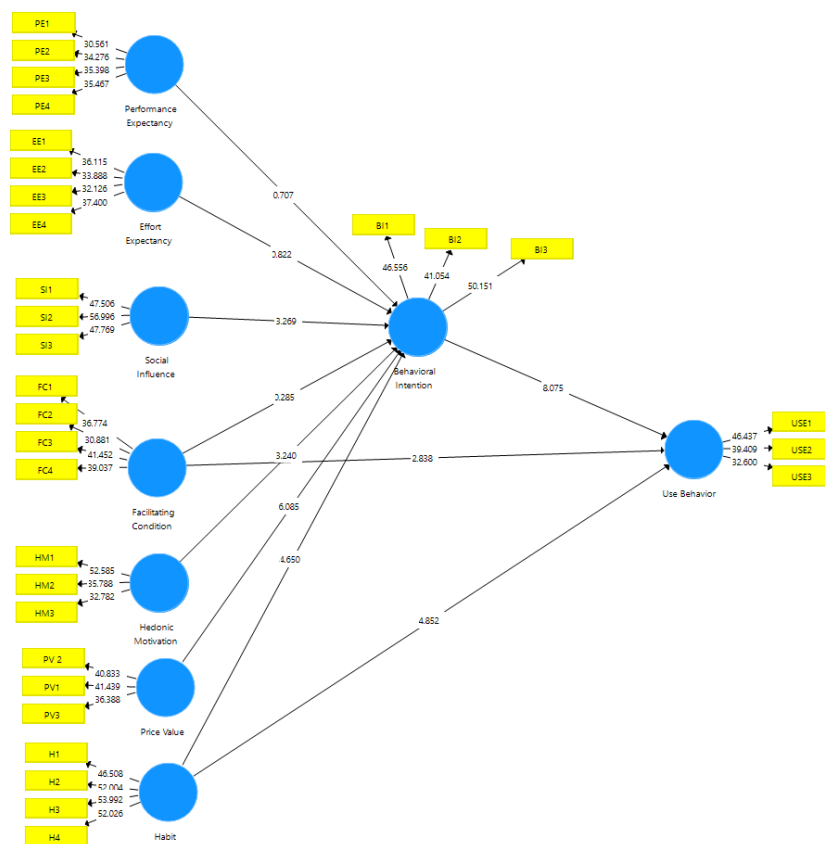 PE1
PE2
PE3
PE4
30.561
34.276
35.398
35.467
Performance
Expectancy
EE1
EE2
EE3
EE4
36.115
33.888
32.126
37.400
Effort
Expectancy
SI1
SI2
SI3
47.506
56.996
47.769
Social
Influence
FC1
FC2
FC3
FC4
36.774
30.881
41.452
39.037
Facilitating
Condition
HM1
HM2
HM3
52.585
35.788
32.782
Hedonic
Motivation
PV 2
PV1
PV3
40.833
41.439
36.388
Price Value
H1
H2
H3
H4
46.508
52.004
53.992
52.026
Habit
0.707
0.822
3.269
0.285
3.240
6.085
4.650
BI1
BI2
BI3
46.556
41.054
50.151
Behavioral
Intention
8.075
2.838
4.852
Use Behavior
46.437
39.409
32.600
USE1
USE2
USE3